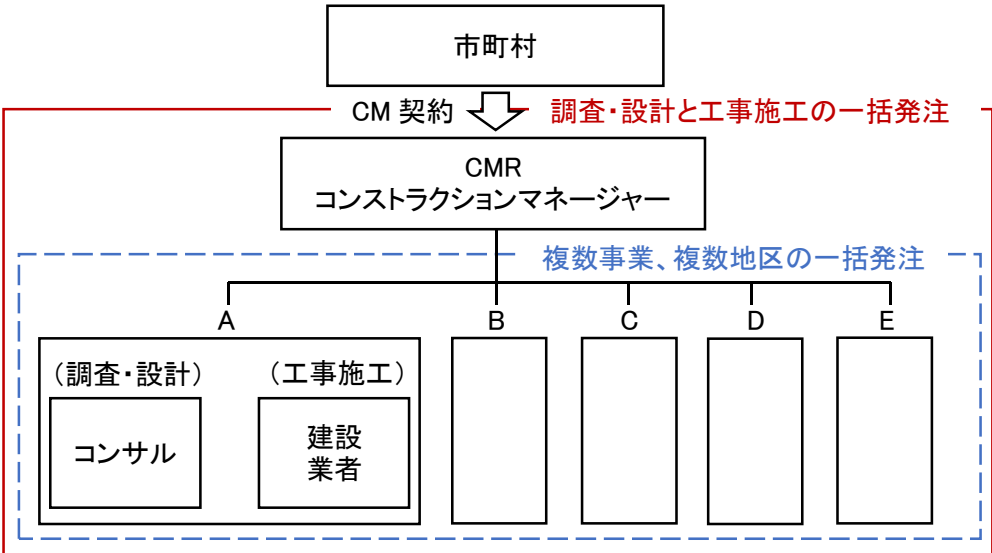 市町村
CM 契約
調査・設計と工事施工の一括発注
CMR
コンストラクションマネージャー
複数事業、複数地区の一括発注
A
B
C
D
E
（調査・設計）
（工事施工）
コンサル
建設
業者